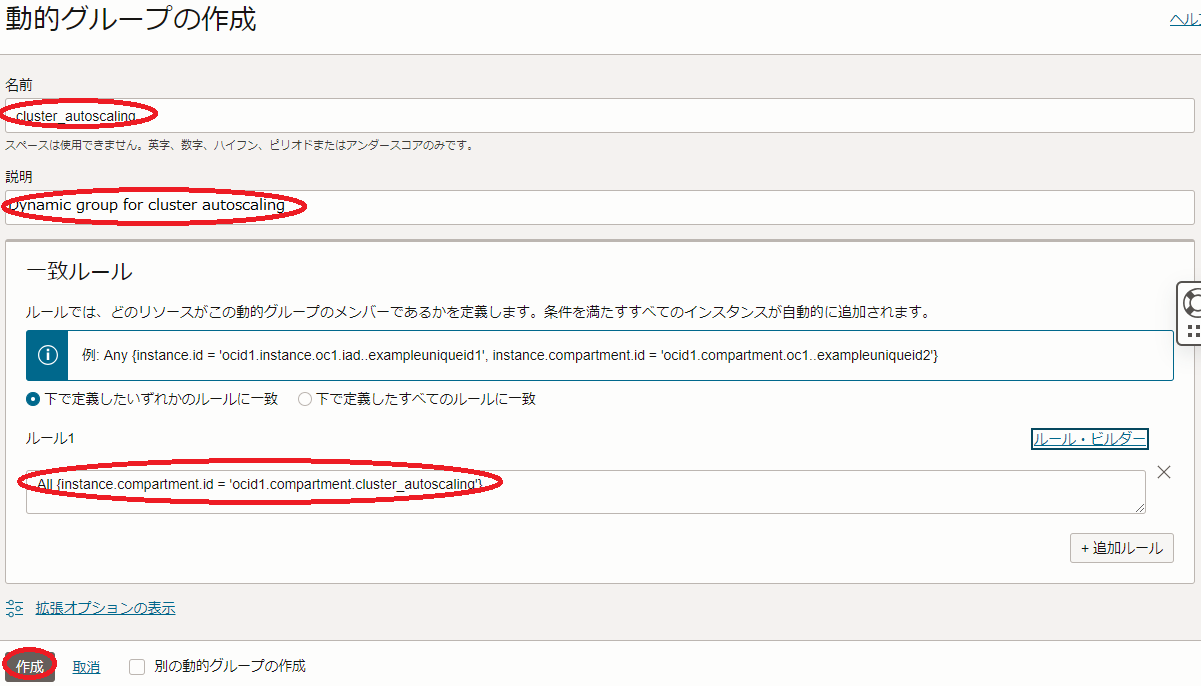 動的グループの作成
ヘル
名前
cluster_autoscaling
スペースは使用できません。英字、数字、ハイフン、ピリオドまたはアンダースコアのみです。
説明
Dynamic group for cluster autoscaling
一致ルール
ルールでは、どのリソースがこの動的グループのメンバーであるかを定義します。条件を満たすすべてのインスタンスが自動的に追加されます。
例: Any {instance.id = 'ocid1.instance.oc1.iad..exampleuniqueid1', instance.compartment.id = 'ocid1.compartment.oc1..exampleuniqueid2'}
下で定義したいずれかのルールに一致 下で定義したすべてのルールに一致
ルール1
ルール・ビルダー
All {instance.compartment.id = 'ocid1.compartment.cluster_autoscaling'}
+ 追加ルール
拡張オプションの表示
作成 取消 別の動的グループの作成